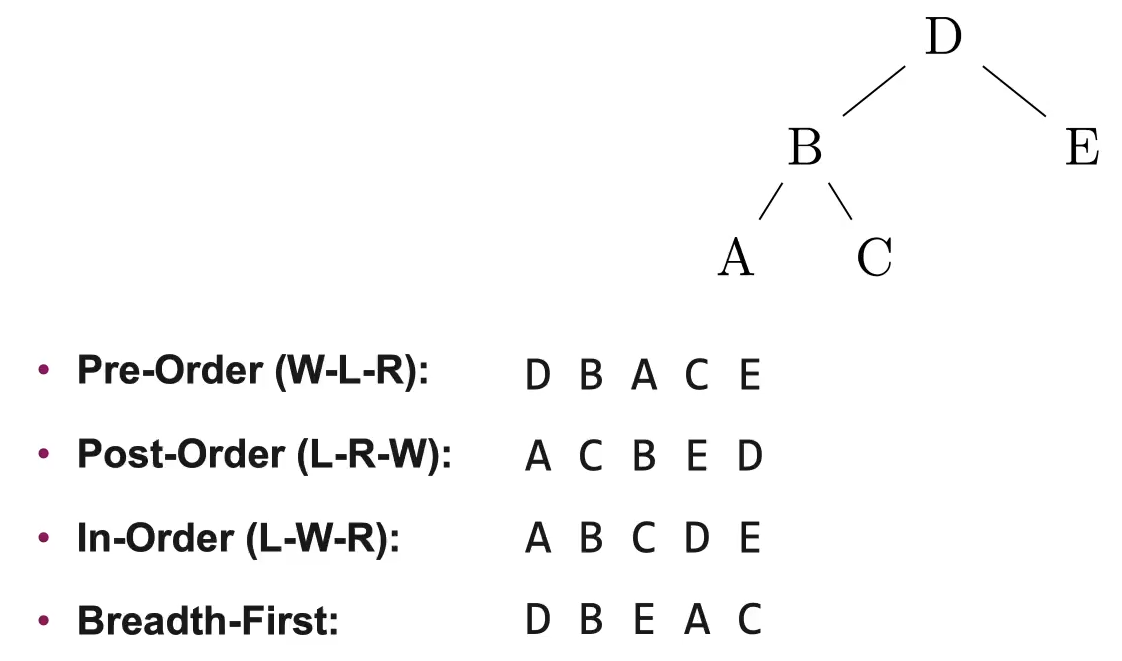 D
B E
A C
• Pre-Order (W-L-R): D B A C E
• Post-Order (L-R-W): A C B E D
• In-Order (L-W-R): A B C D E
• Breadth-First: D B E A C